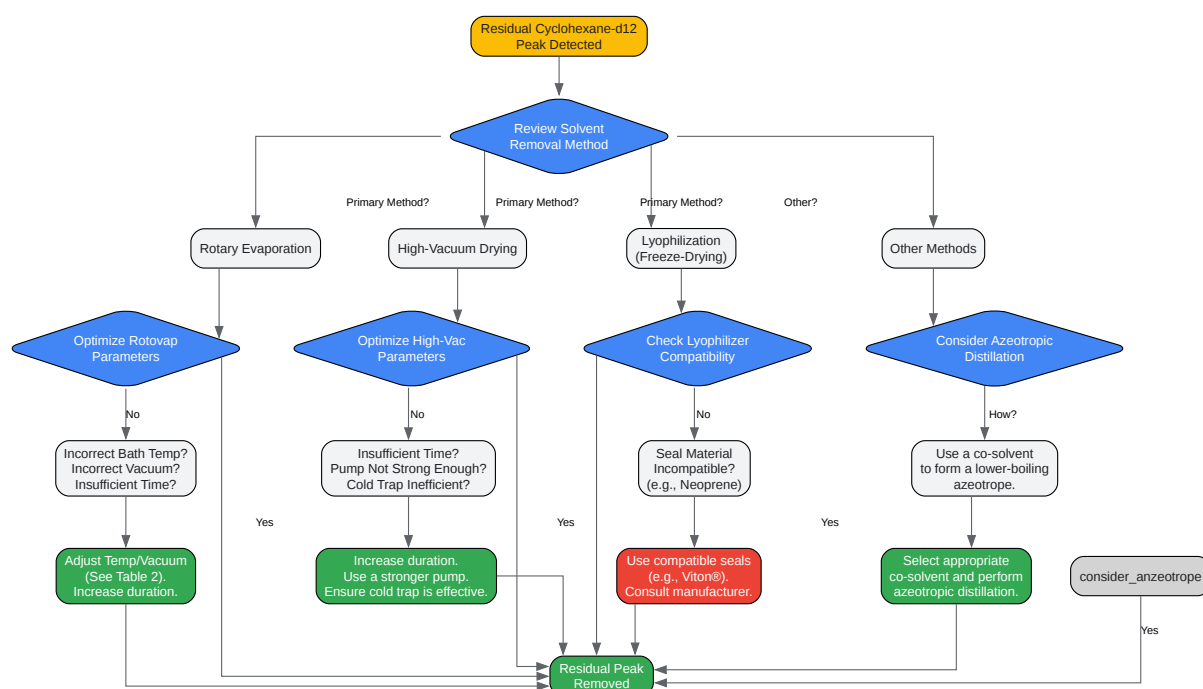 Residual Cyclohexane-d12
Peak Detected
Review Solvent
Removal Method
Primary Method?
Primary Method?
Primary Method?
Other?
Rotary Evaporation
High-Vacuum Drying
Lyophilization
(Freeze-Drying)
Other Methods
Optimize Rotovap
Parameters
Optimize High-Vac
Parameters
Check Lyophilizer
Compatibility
Consider Azeotropic
Distillation
No
No
No
How?
Incorrect Bath Temp?
Incorrect Vacuum?
Insufficient Time?
Insufficient Time?
Pump Not Strong Enough?
Cold Trap Inefficient?
Seal Material
Incompatible?
(e.g., Neoprene)
Use a co-solvent
to form a lower-boiling
azeotrope.
Yes
Yes
Yes
Adjust Temp/Vacuum
(See Table 2).
Increase duration.
Increase duration.
Use a stronger pump.
Ensure cold trap is effective.
Use compatible seals
(e.g., Viton®).
Consult manufacturer.
Select appropriate
co-solvent and perform
azeotropic distillation.
consider_anzeotrope
Yes
Residual Peak
Removed